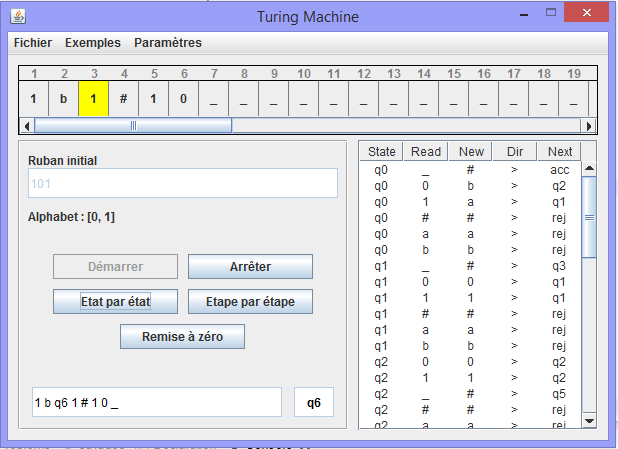 Turing Machine
Fichier Exemples Paramètres
1 2 3 4 5 6 7 8 9 10 11 12 13 14 15 16 17 18 19
1 b 1 # 1 0 _ _ _ _ _ _ _ _ _ _ _ _ _
Ruban initial
101
Alphabet : [0, 1]
Démarrer Arrêter
Etat par état Etape par étape
Remise à zéro
1 b q6 1 # 1 0 _ q6
State Read New Dir Next
q0 _ # > acc
q0 0 b > q2
q0 1 a > q1
q0 # # > rej
q0 a a > rej
q0 b b > rej
q1 _ # > q3
q1 0 0 > q1
q1 1 1 > q1
q1 # # > rej
q1 a a > rej
q1 b b > rej
q2 0 0 > q2
q2 1 1 > q2
q2 _ # > q5
q2 # # > rej
q2 a a > rej